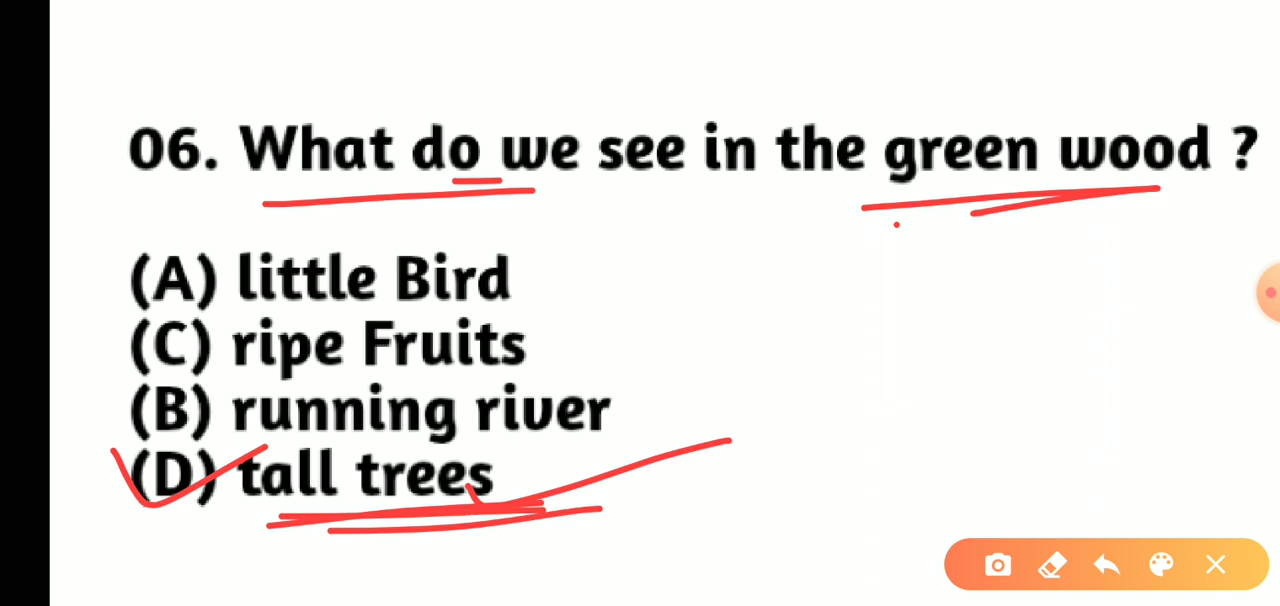 06. What do we see in the green wood ?
(A) little Bird
(C) ripe Fruits
(B) running river
(D) tall trees